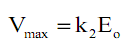 Vmax = k2Eo